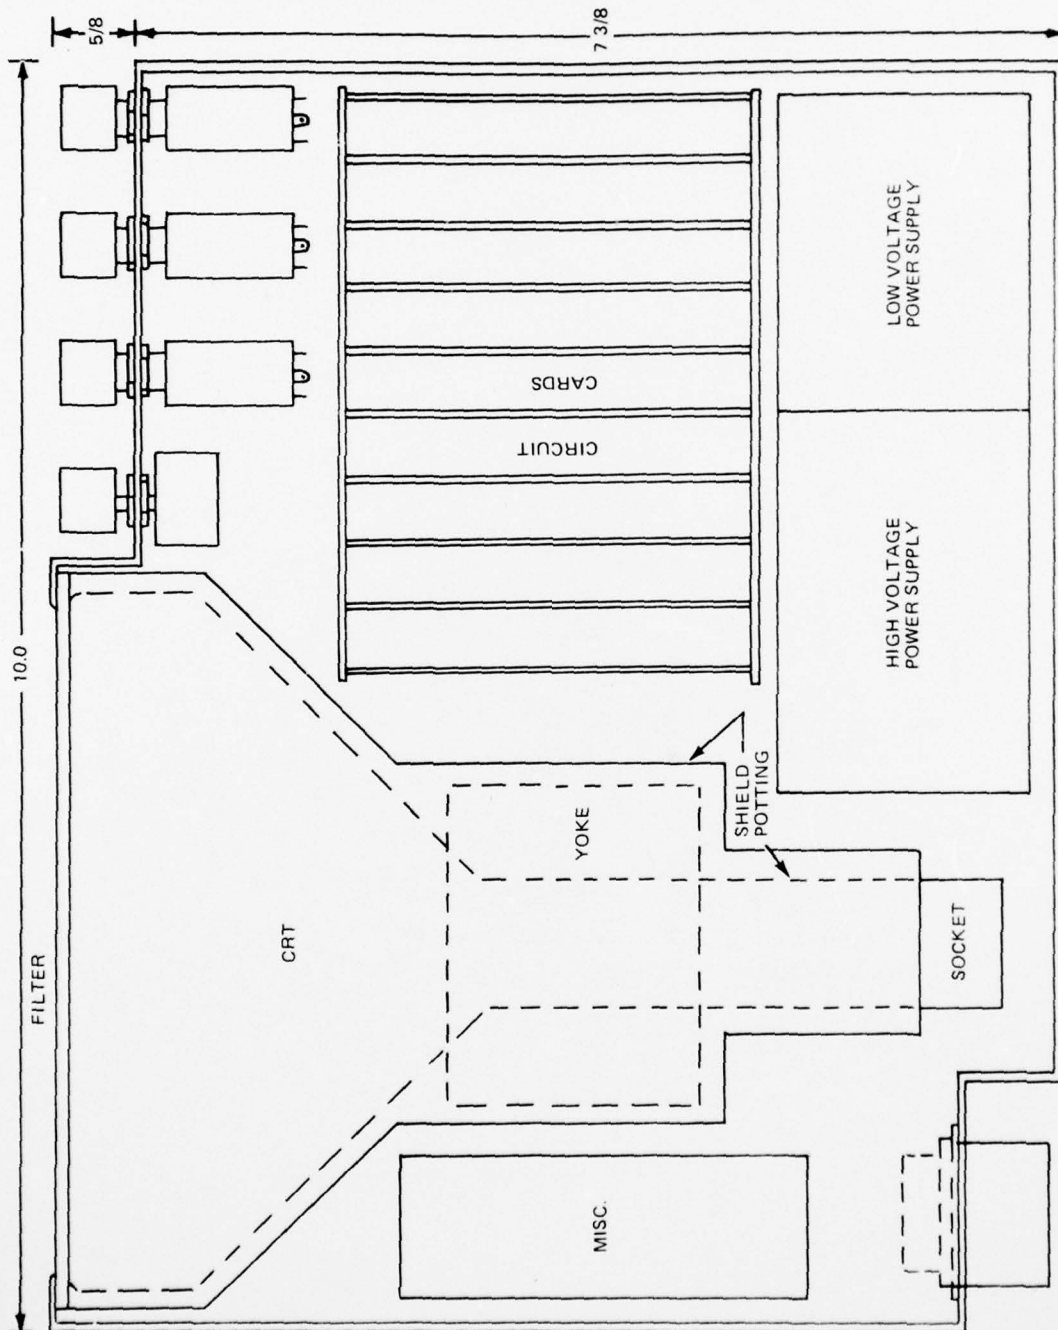 10.0
5/8
7 3/8
FILTER
CRT
YOKE
SHIELD
POTTING
SOCKET
MISC.
CIRCUIT
CARDS
HIGH VOLTAGE
POWER SUPPLY
LOW VOLTAGE
POWER SUPPLY